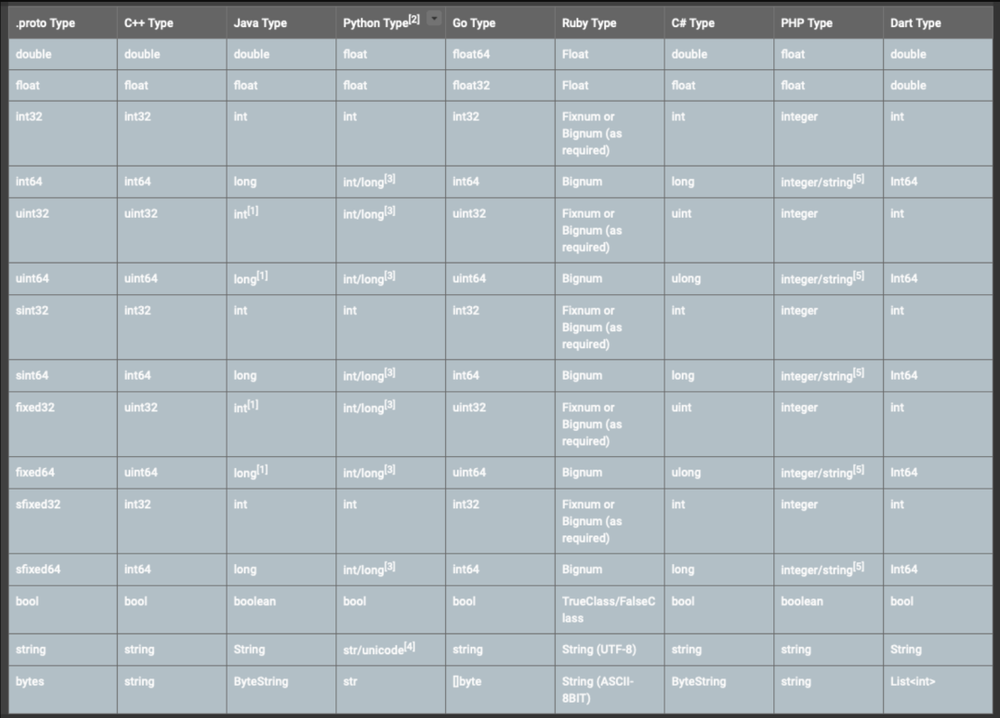 .proto Type C++ Type Java Type Python Type[2] Go Type Ruby Type C# Type PHP Type Dart Type
double double double float float64 Float double float double
float float float float float32 Float float float double
int32 int32 int int int32 Fixnum or Bignum (as required) int integer int
int64 int64 long int/long[3] int64 Bignum long integer/string[5] Int64
uint32 uint32 int[1] int/long[3] uint32 Fixnum or Bignum (as required) uint integer int
uint64 uint64 long[1] int/long[3] uint64 Bignum ulong integer/string[5] Int64
sint32 int32 int int int32 Fixnum or Bignum (as required) int integer int
sint64 int64 long int/long[3] int64 Bignum long integer/string[5] Int64
fixed32 uint32 int[1] int/long[3] uint32 Fixnum or Bignum (as required) uint integer int
fixed64 uint64 long[1] int/long[3] uint64 Bignum ulong integer/string[5] Int64
sfixed32 int32 int int int32 Fixnum or Bignum (as required) int integer int
sfixed64 int64 long int/long[3] int64 Bignum long integer/string[5] Int64
bool bool boolean bool bool TrueClass/FalseClass bool boolean bool
string string String str/unicode[4] string String (UTF-8) string string String
bytes string ByteString str []byte String (ASCII-8BIT) ByteString string List<int>